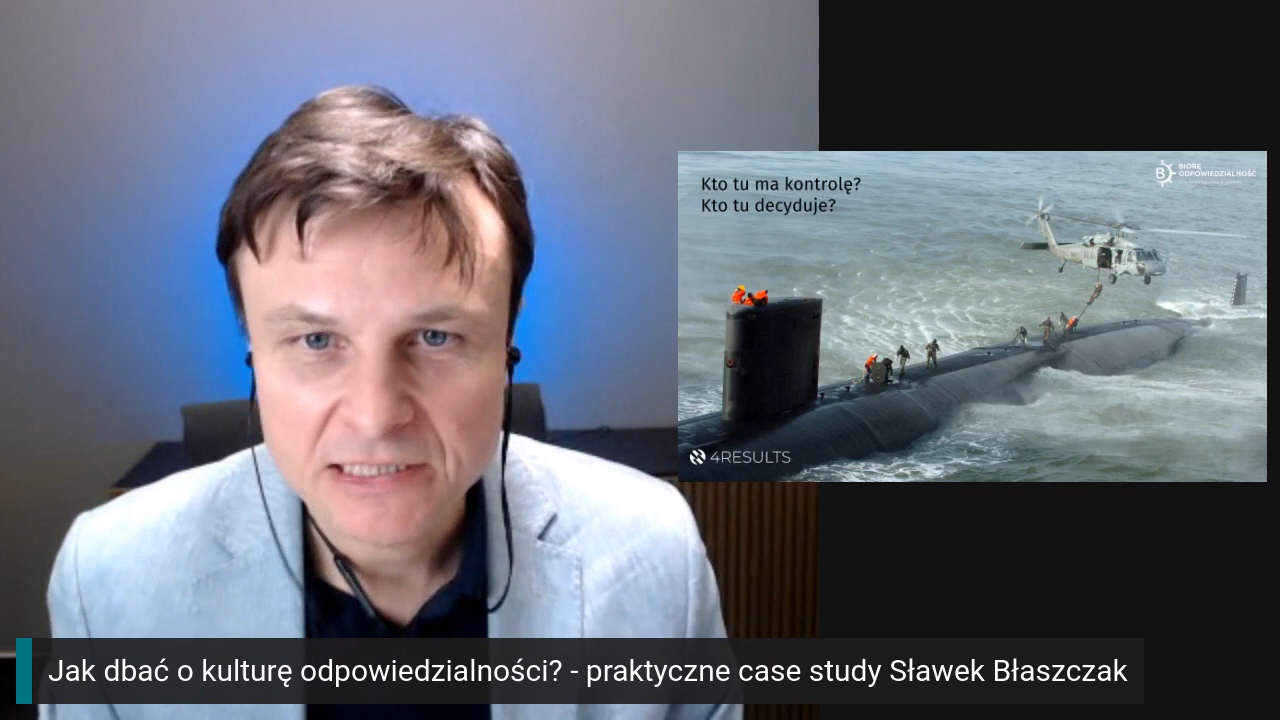 Kto tu ma kontrolę?
Kto tu decyduje?
BIORĘ
ODPOWIEDZIALNOŚĆ
4RESULTS
Jak dbać o kulturę odpowiedzialności? - praktyczne case study Sławek Błaszczak